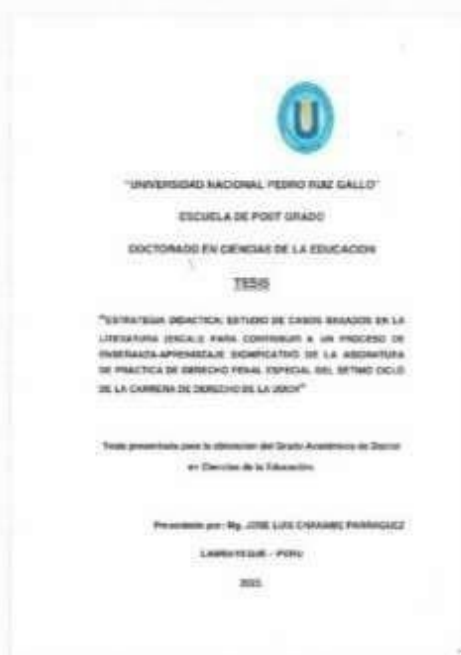 U
"UNIVERSIDAD NACIONAL PEDRO RUIZ GALLO"
ESCUELA DE POST GRADO
DOCTORADO EN CIENCIAS DE LA EDUCACION
TESIS
"ESTRATEGIA DIDACTICA: ESTUDIO DE CASOS BASADOS EN LA
LITERATURA PARA CONTRIBUIR A UN PROCESO DE
ENSEÑANZA-APRENDIZAJE SIGNIFICATIVO DE LA ASIGNATURA
DE PRACTICA DE DERECHO PENAL ESPECIAL DEL SETIMO CICLO
DE LA CARRERA DE DERECHO DE LA UDCH"
Tesis presentada para la obtencion del Grado Académico de Doctor
en Ciencias de la Educación.
Presentado por: Mg. JOSE LUIS
LAMBAYEQUE - PERU